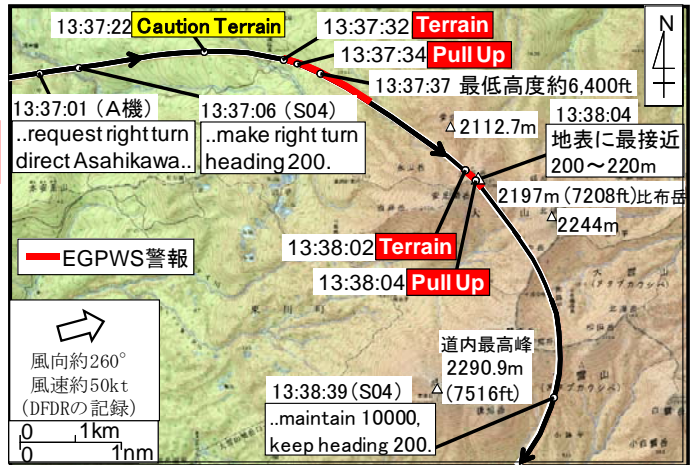 13:37:22 Caution Terrain
13:37:32 Terrain
13:37:34 Pull Up
13:37:37 最低高度約6,400ft
N
13:37:01（A機）
..request right turn
direct Asahikawa..
13:37:06（S04）
..make right turn
heading 200.
2112.7m
13:38:04
地表に最接近
200～220m
2197m(7208ft)比布岳
2244m
13:38:02 Terrain
13:38:04 Pull Up
EGPWS警報
風向約260°
風速約50kt
(DFDRの記録)
0 1km
0 1nm
道内最高峰
2290.9m
(7516ft)
13:38:39(S04)
..maintain 10000,
keep heading 200.